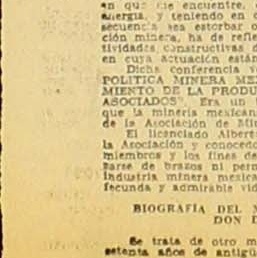 an que se encuentre,
energía, y teniendo en
secuencia sea estorbar o
ción minera, ha de refle
tividades constructivas d
en cuya actuación están
Dicha conferencia v
POLITICA MINERA ME
MIENTO DE LA PRODU
ASOCIADOS". Era un
que la minería mexican
de la Asociación de Min
El licenciado Albert
la Asociación y conocedo
miembros y los fines de
parse de brazos ni perm
industria minera mexica
fecunda y admirable vid
BIOGRAFÍA DEL M
DON D
Se trata de otro m
setenta años de antigü